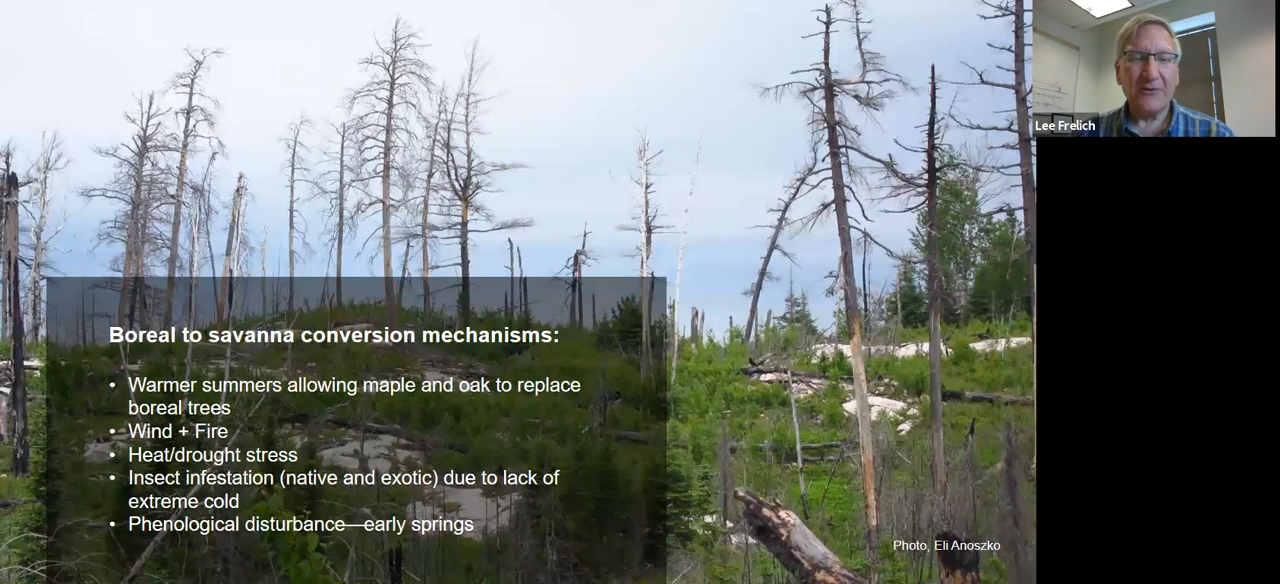 Lee Frelich
Boreal to savanna conversion mechanisms:
• Warmer summers allowing maple and oak to replace
boreal trees
• Wind + Fire
• Heat/drought stress
• Insect infestation (native and exotic) due to lack of
extreme cold
• Phenological disturbance—early springs
Photo, Eli Anoszko